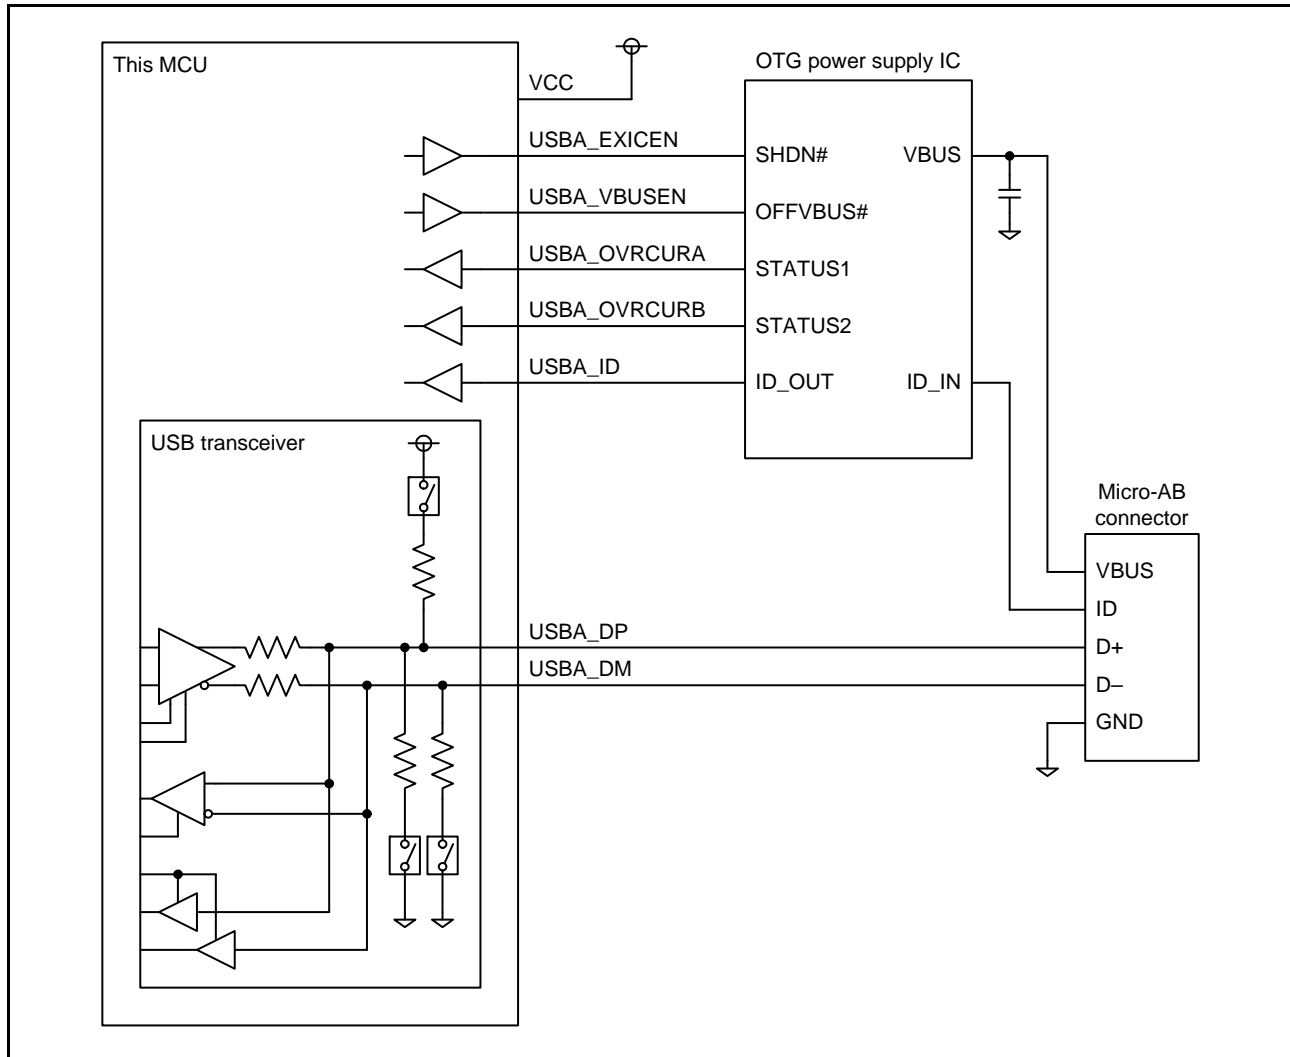 This MCU
VCC
OTG power supply IC
USBA_EXICEN
SHDN#
VBUS
USBA_VBUSEN
OFFVBUS#
USBA_OVRCURA
STATUS1
USBA_OVRCURB
STATUS2
USBA_ID
ID_OUT
ID_IN
USB transceiver
Micro-AB
connector
VBUS
ID
USBA_DP
D+
USBA_DM
D–
GND